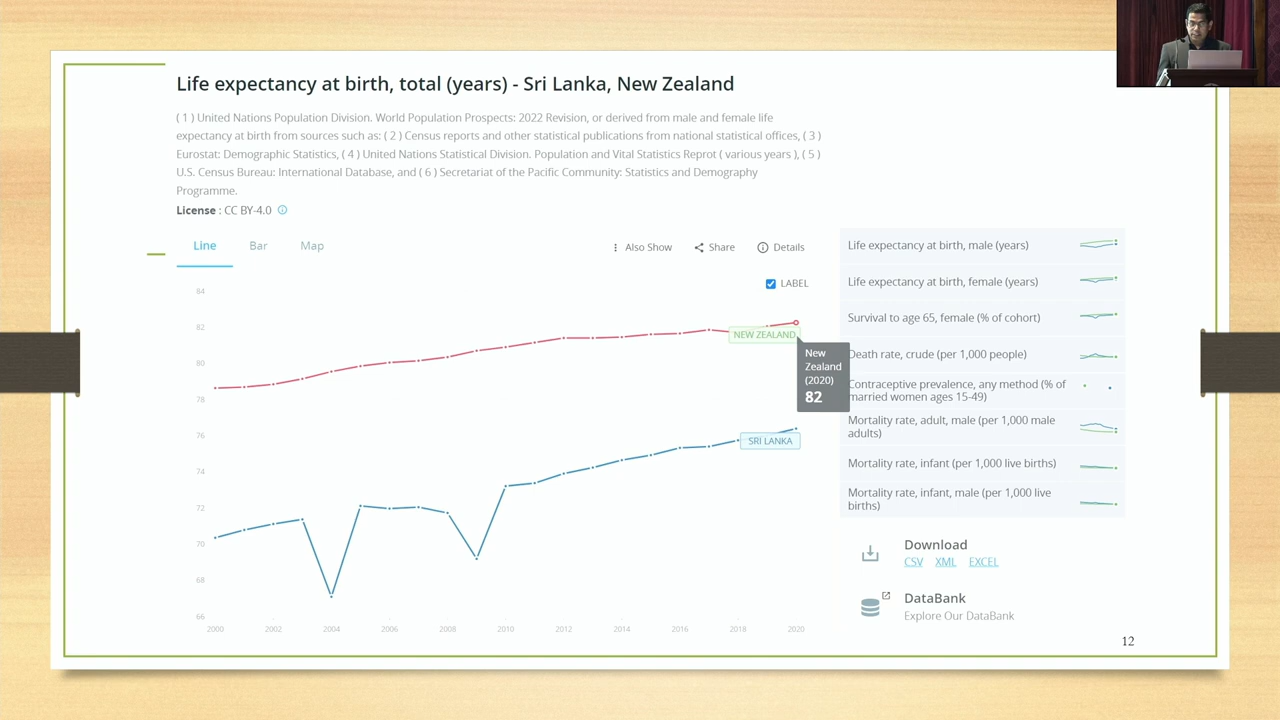 Life expectancy at birth, total (years) - Sri Lanka, New Zealand
( 1 ) United Nations Population Division. World Population Prospects: 2022 Revision, or derived from male and female life
expectancy at birth from sources such as: ( 2 ) Census reports and other statistical publications from national statistical offices, ( 3 )
Eurostat: Demographic Statistics, ( 4 ) United Nations Statistical Division. Population and Vital Statistics Reprot ( various years ), ( 5 )
U.S. Census Bureau: International Database, and ( 6 ) Secretariat of the Pacific Community: Statistics and Demography
Programme.
License : CC BY-4.0
Line Bar Map
Also Show Share Details
LABEL
84
82
80
78
76
74
72
70
68
66
2000 2002 2004 2006 2008 2010 2012 2014 2016 2018 2020
NEW ZEALAND
SRI LANKA
New
Zealand
(2020)
82
Life expectancy at birth, male (years)
Life expectancy at birth, female (years)
Survival to age 65, female (% of cohort)
Death rate, crude (per 1,000 people)
Contraceptive prevalence, any method (% of
married women ages 15-49)
Mortality rate, adult, male (per 1,000 male
adults)
Mortality rate, infant (per 1,000 live births)
Mortality rate, infant, male (per 1,000 live
births)
Download
CSV XML EXCEL
DataBank
Explore Our DataBank
12